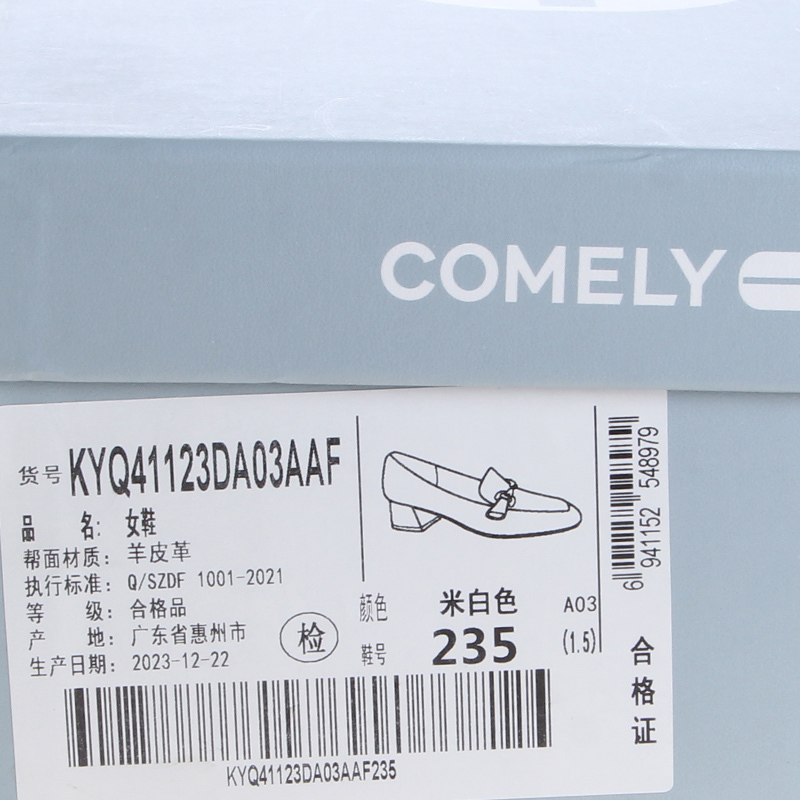 COMELY
货号 KYQ41123DA03AAF
品 名: 女鞋
帮面材质: 羊皮革
执行标准: Q/SZDF 1001-2021
等 级: 合格品
产 地: 广东省惠州市
生产日期: 2023-12-22
检
颜色 米白色 A03
鞋号 235 (1.5)
6 941152 548979
合格证
KYQ41123DA03AAF235